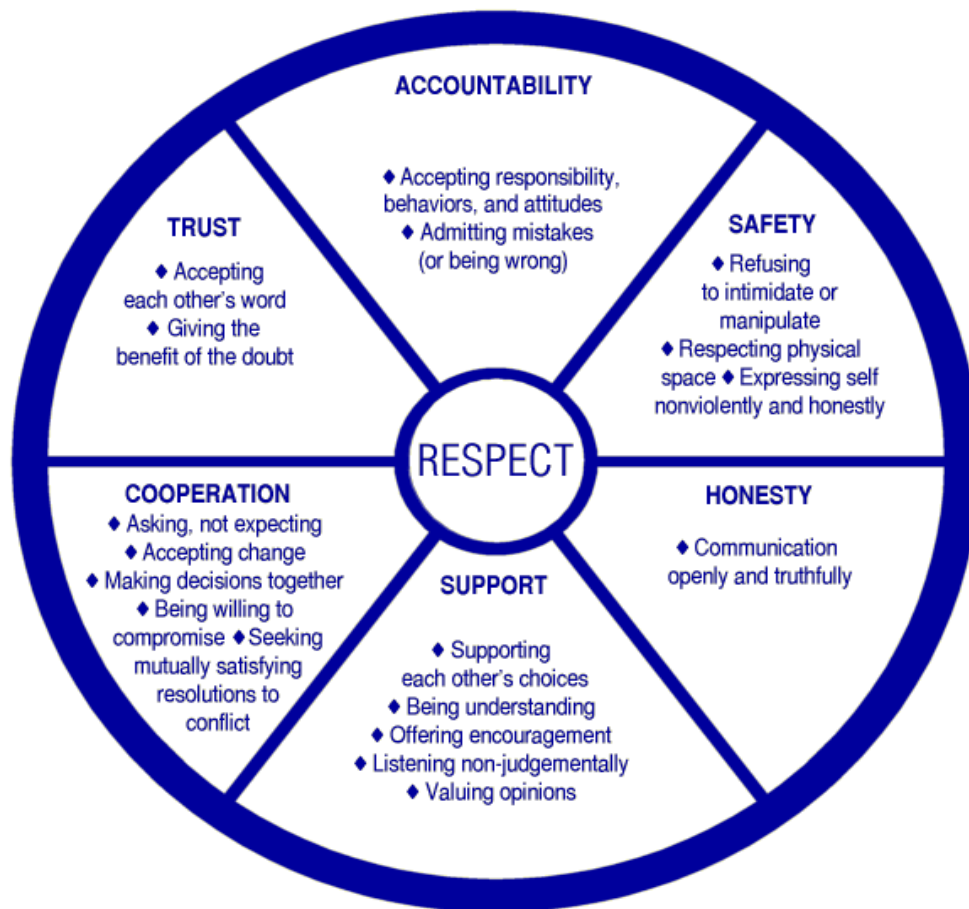 ACCOUNTABILITY
♦ Accepting responsibility,
behaviors, and attitudes
♦ Admitting mistakes
(or being wrong)
TRUST
♦ Accepting
each other's word
♦ Giving the
benefit of the doubt
SAFETY
♦ Refusing
to intimidate or
manipulate
♦ Respecting physical
space ♦ Expressing self
nonviolently and honestly
RESPECT
COOPERATION
♦ Asking, not expecting
♦ Accepting change
♦ Making decisions together
♦ Being willing to
compromise ♦ Seeking
mutually satisfying
resolutions to
conflict
SUPPORT
♦ Supporting
each other's choices
♦ Being understanding
♦ Offering encouragement
♦ Listening non-judgementally
♦ Valuing opinions
HONESTY
♦ Communication
openly and truthfully